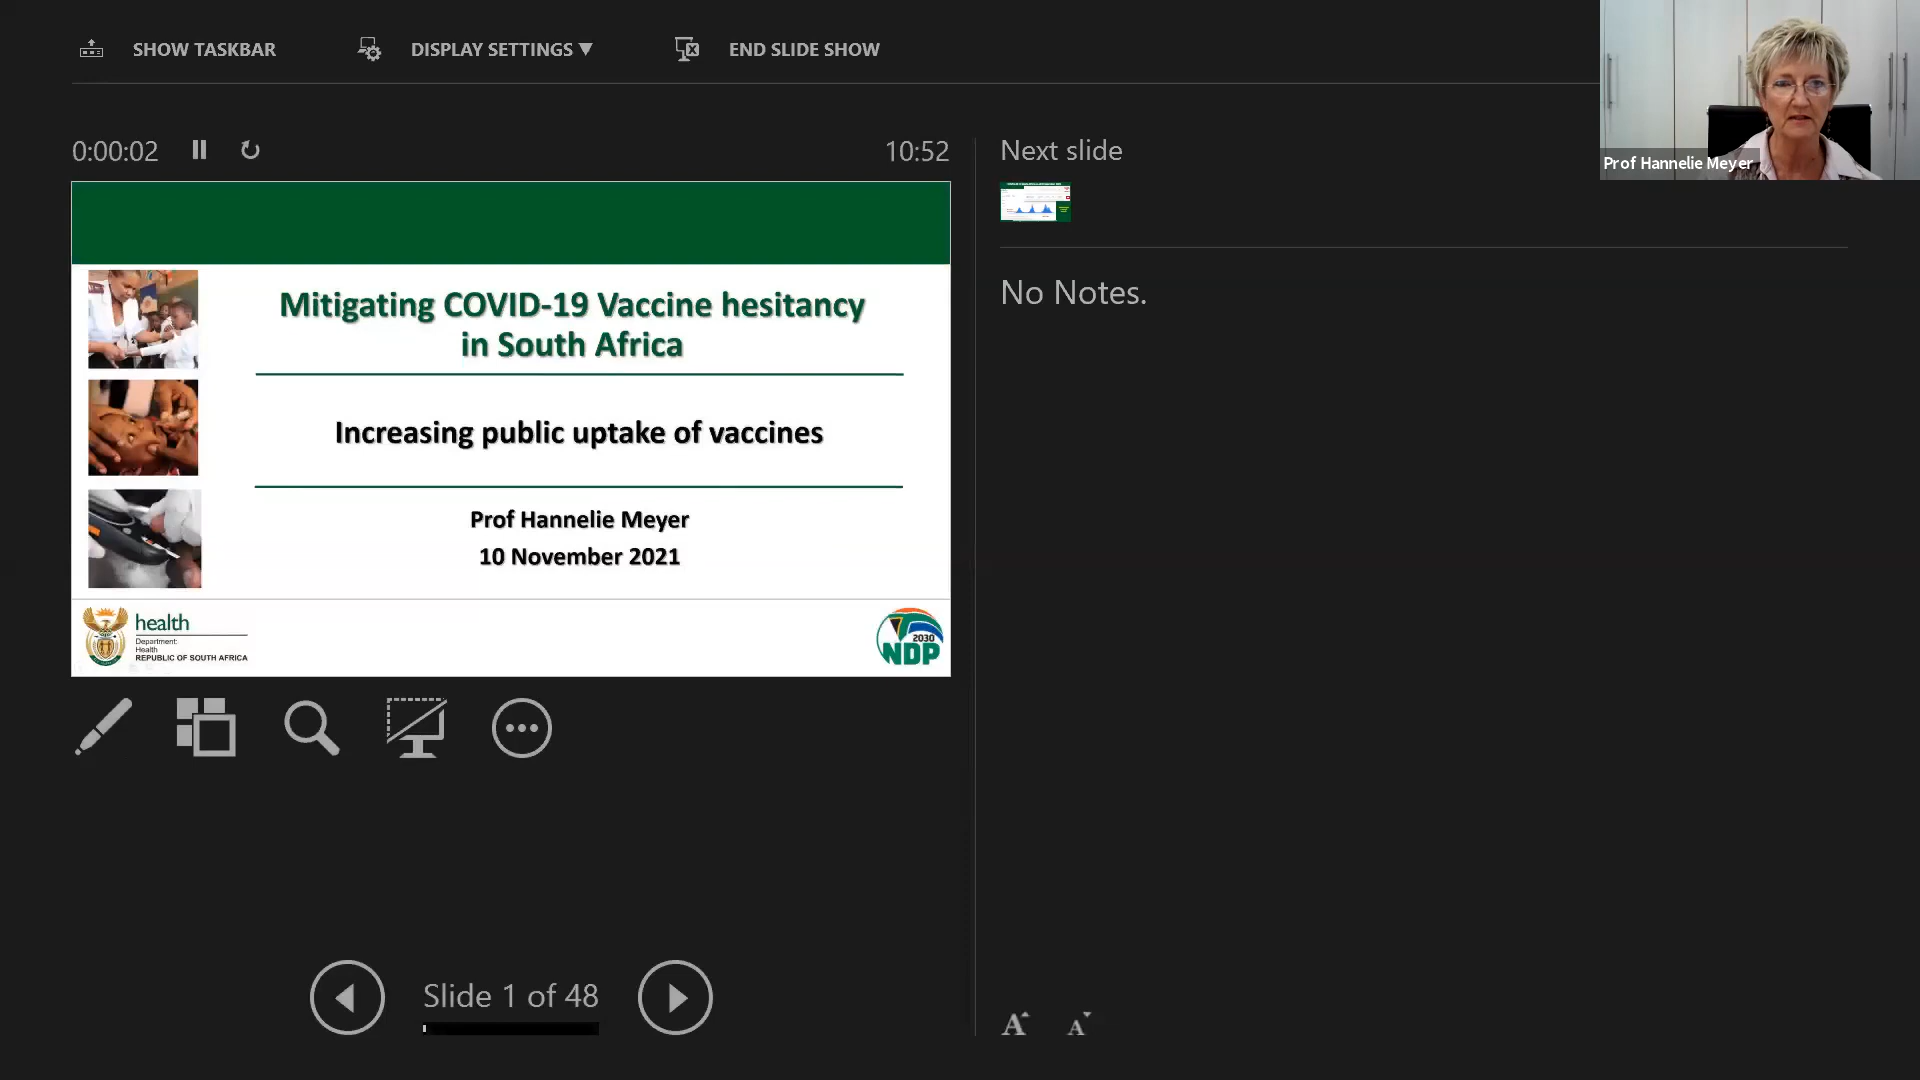 SHOW TASKBAR
DISPLAY SETTINGS ▼
END SLIDE SHOW
Prof Hannelie Meyer
0:00:02
10:52
Next slide
No Notes.
Mitigating COVID-19 Vaccine hesitancy
in South Africa
Increasing public uptake of vaccines
Prof Hannelie Meyer
10 November 2021
health
Department:
Health
REPUBLIC OF SOUTH AFRICA
2030
NDP
Slide 1 of 48
A
A